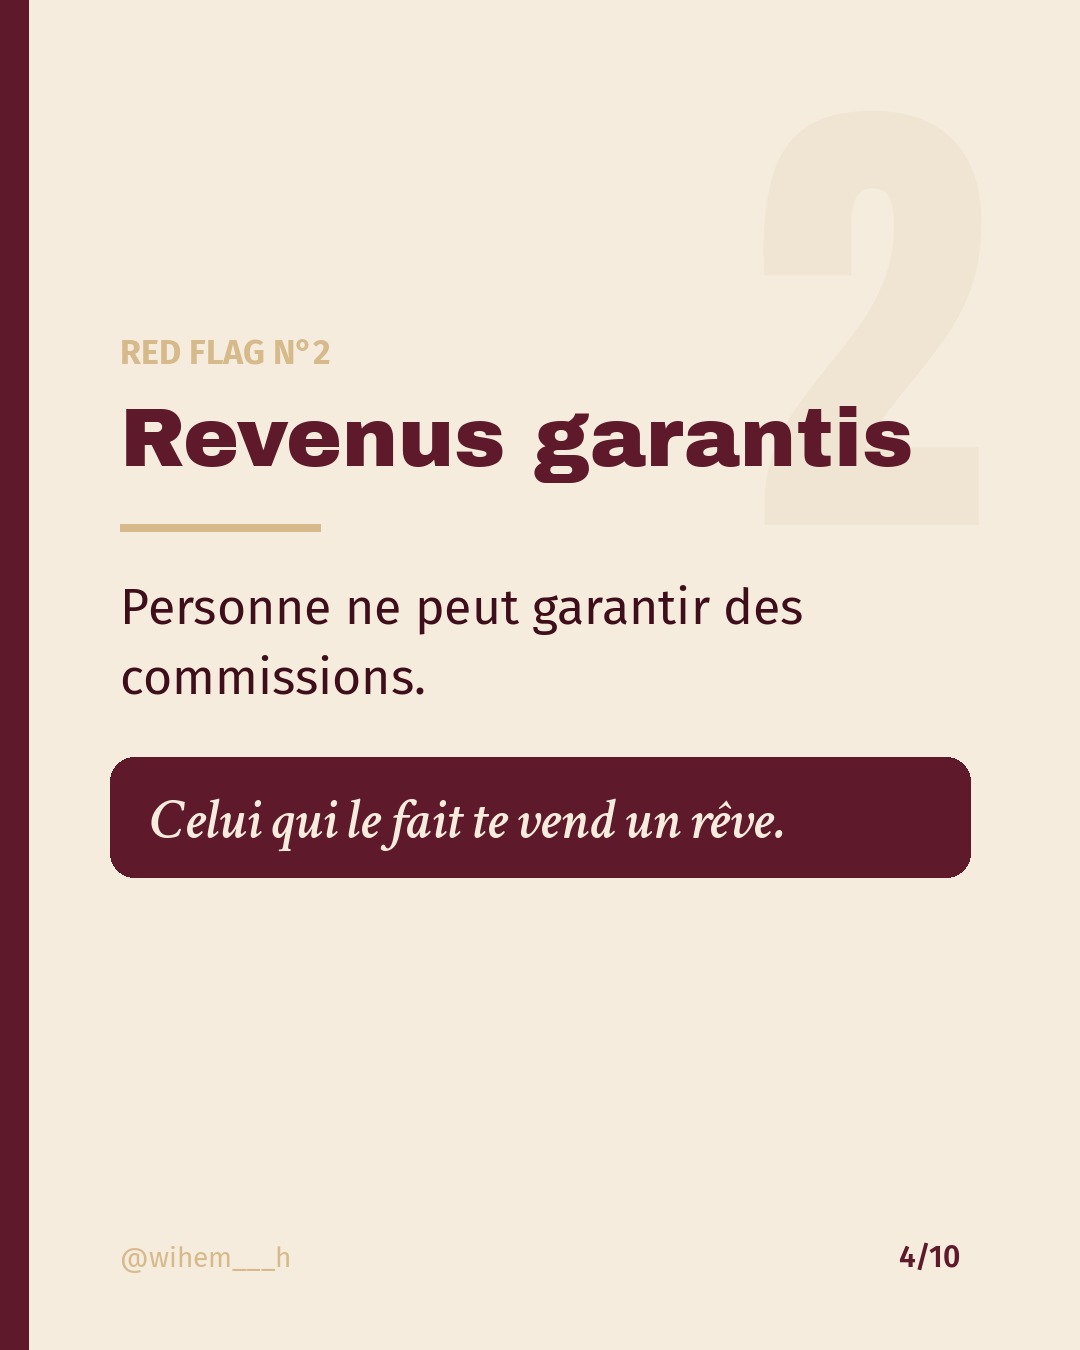 2
RED FLAG N°2
Revenus garantis
Personne ne peut garantir des
commissions.
Celui qui le fait te vend un rêve.
@wihem___h
4/10